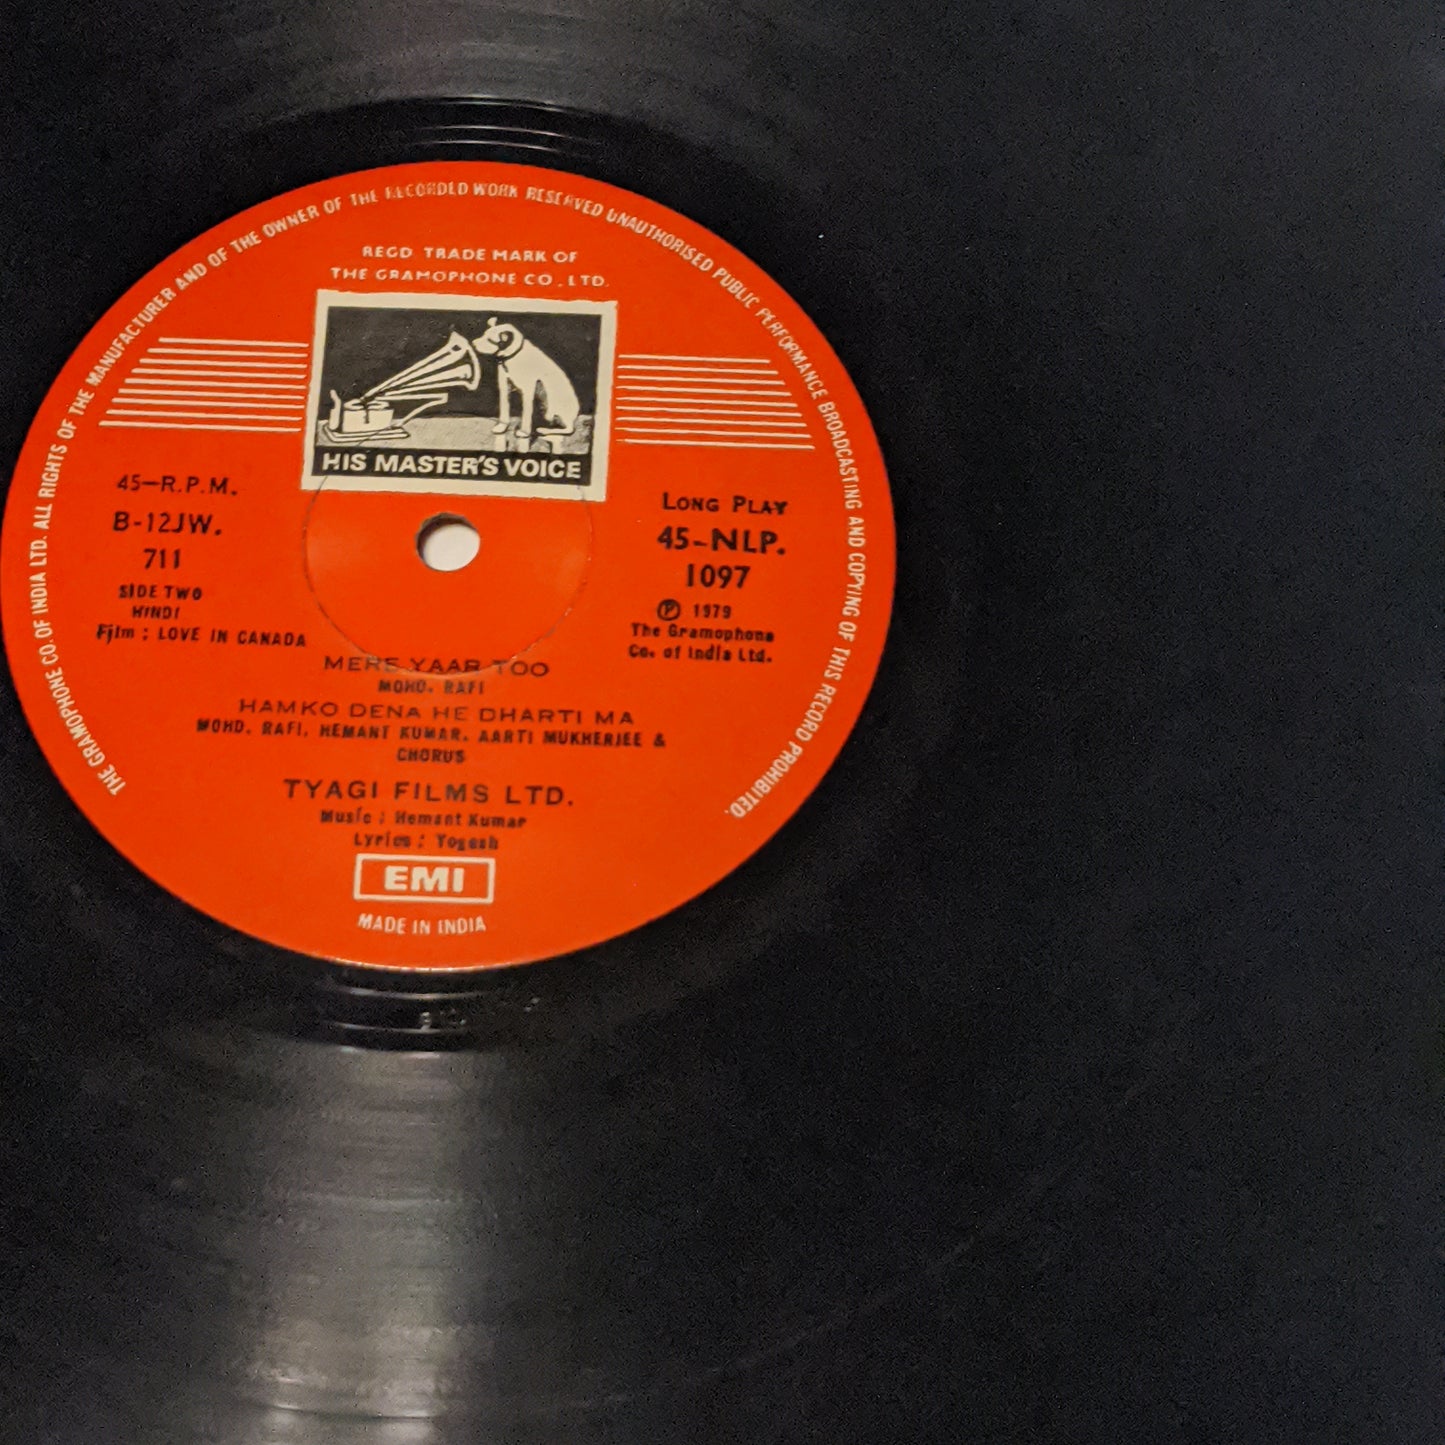 THE GRAMOPHONE CO. OF INDIA LTD. ALL RIGHTS OF THE MANUFACTURER AND OF THE OWNER OF THE RECORDED WORK RESERVED UNAUTHORISED PUBLIC PERFORMANCE BROADCASTING AND COPYING OF THIS RECORD PROHIBITED.
REGD TRADE MARK OF
THE GRAMOPHONE CO., LTD.
HIS MASTER'S VOICE
45-R.P.M.
B-12JW.
711
SIDE TWO
HINDI
Film : LOVE IN CANADA
LONG PLAY
45-NLP.
1097
Ⓟ 1979
The Gramophone
Co. of India Ltd.
MERE YAAR TOO
MOHD. RAFI
HAMKO DENA HE DHARTI MA
MOHD. RAFI, HEMANT KUMAR, AARTI MUKHERJEE &
CHORUS
TYAGI FILMS LTD.
Music : Hemant Kumar
Lyrics : Yogesh
EMI
MADE IN INDIA